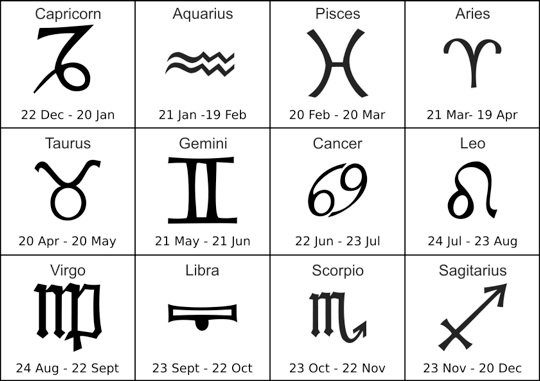 Capricorn
Aquarius
Pisces
Aries
22 Dec - 20 Jan
21 Jan -19 Feb
20 Feb - 20 Mar
21 Mar- 19 Apr
Taurus
Gemini
Cancer
Leo
20 Apr - 20 May
21 May - 21 Jun
22 Jun - 23 Jul
24 Jul - 23 Aug
Virgo
Libra
Scorpio
Sagitarius
24 Aug - 22 Sept
23 Sept - 22 Oct
23 Oct - 22 Nov
23 Nov - 20 Dec